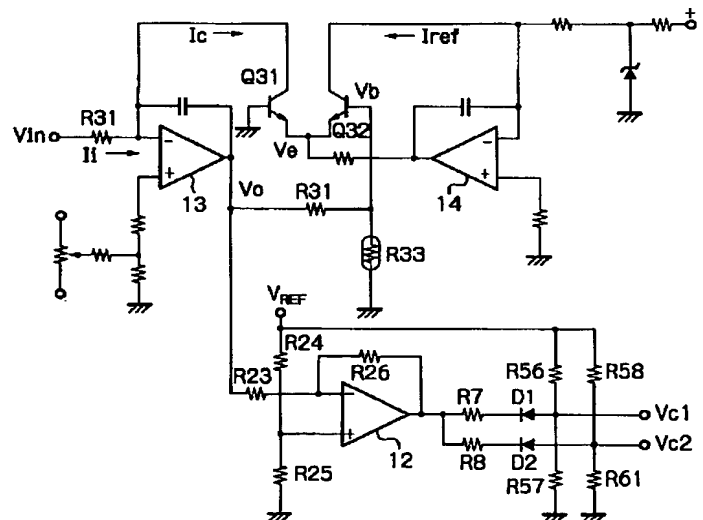 +
Ic
Iref
Q31
Vb
R31
Q32
Vin
Ve
Ii
−
+
13
−
+
14
Vo
R31
R33
VREF
R24
R26
R56
R58
R23
R7
D1
Vc1
−
+
12
R8
D2
Vc2
R25
R57
R61